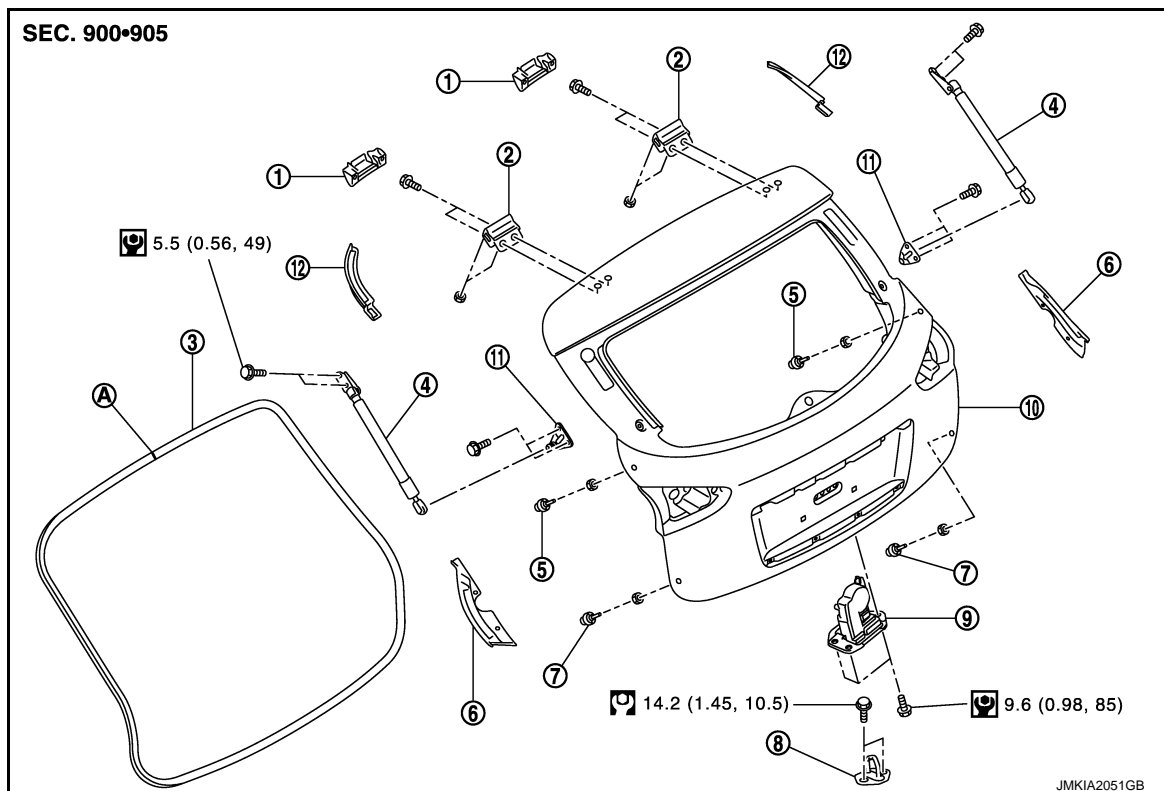 SEC. 900•905
① ② ⑫
④
① ②
⑪
5.5 (0.56, 49)
⑫ ⑥
⑤
③ ⑪
Ⓐ ④ ⑩
⑤ ⑦
⑦ ⑨
⑥
14.2 (1.45, 10.5) 9.6 (0.98, 85)
⑧
JMKIA2051GB